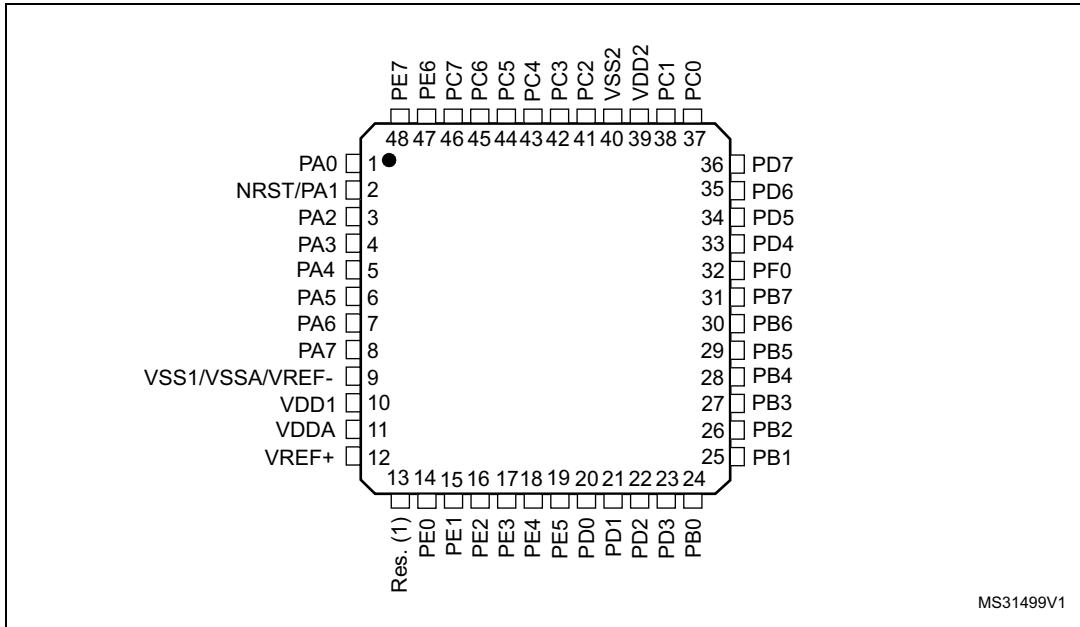 PE7 PE6 PC7 PC6 PC5 PC4 PC3 PC2 VSS2 VDD2 PC1 PC0
48 47 46 45 44 43 42 41 40 39 38 37
PA0 1 36 PD7
NRST/PA1 2 35 PD6
PA2 3 34 PD5
PA3 4 33 PD4
PA4 5 32 PF0
PA5 6 31 PB7
PA6 7 30 PB6
PA7 8 29 PB5
VSS1/VSSA/VREF- 9 28 PB4
VDD1 10 27 PB3
VDDA 11 26 PB2
VREF+ 12 25 PB1
13 14 15 16 17 18 19 20 21 22 23 24
Res. (1) PE0 PE1 PE2 PE3 PE4 PE5 PD0 PD1 PD2 PD3 PB0
MS31499V1